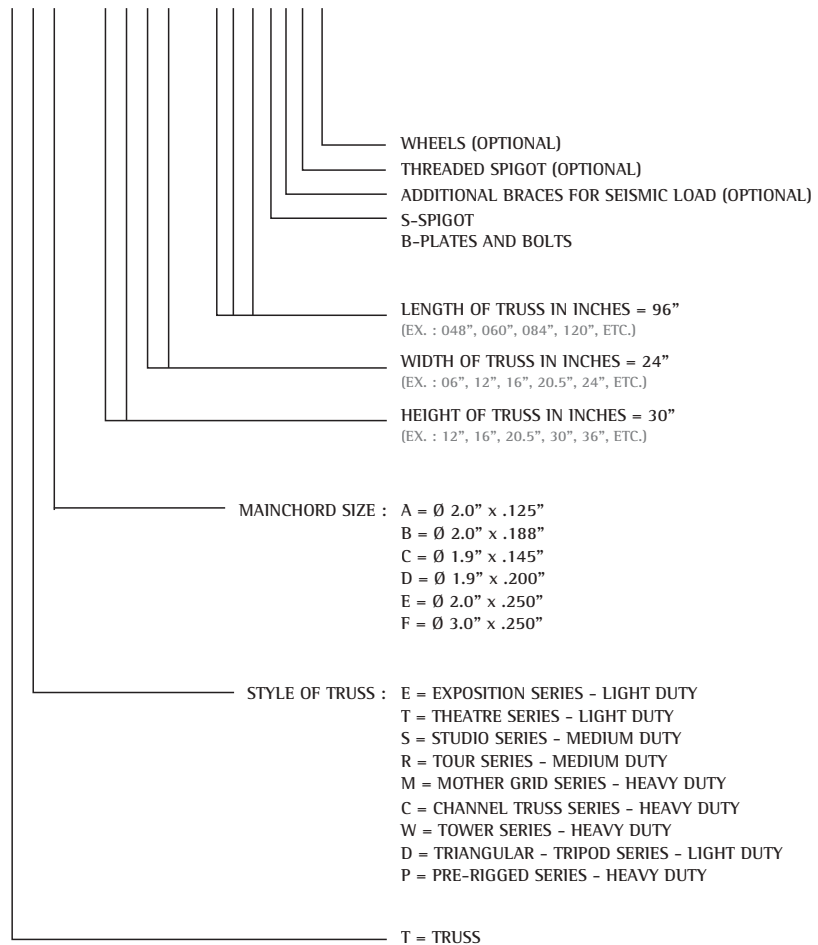 WHEELS (OPTIONAL)
THREADED SPIGOT (OPTIONAL)
ADDITIONAL BRACES FOR SEISMIC LOAD (OPTIONAL)
S-SPIGOT
B-PLATES AND BOLTS
LENGTH OF TRUSS IN INCHES = 96”
(EX. : 048”, 060”, 084”, 120”, ETC.)
WIDTH OF TRUSS IN INCHES = 24”
(EX. : 06”, 12”, 16”, 20.5”, 24”, ETC.)
HEIGHT OF TRUSS IN INCHES = 30”
(EX. : 12”, 16”, 20.5”, 30”, 36”, ETC.)
MAINCHORD SIZE : A = Ø 2.0” x .125”
B = Ø 2.0” x .188”
C = Ø 1.9” x .145”
D = Ø 1.9” x .200”
E = Ø 2.0” x .250”
F = Ø 3.0” x .250”
STYLE OF TRUSS : E = EXPOSITION SERIES - LIGHT DUTY
T = THEATRE SERIES - LIGHT DUTY
S = STUDIO SERIES - MEDIUM DUTY
R = TOUR SERIES - MEDIUM DUTY
M = MOTHER GRID SERIES - HEAVY DUTY
C = CHANNEL TRUSS SERIES - HEAVY DUTY
W = TOWER SERIES - HEAVY DUTY
D = TRIANGULAR - TRIPOD SERIES - LIGHT DUTY
P = PRE-RIGGED SERIES - HEAVY DUTY
T = TRUSS